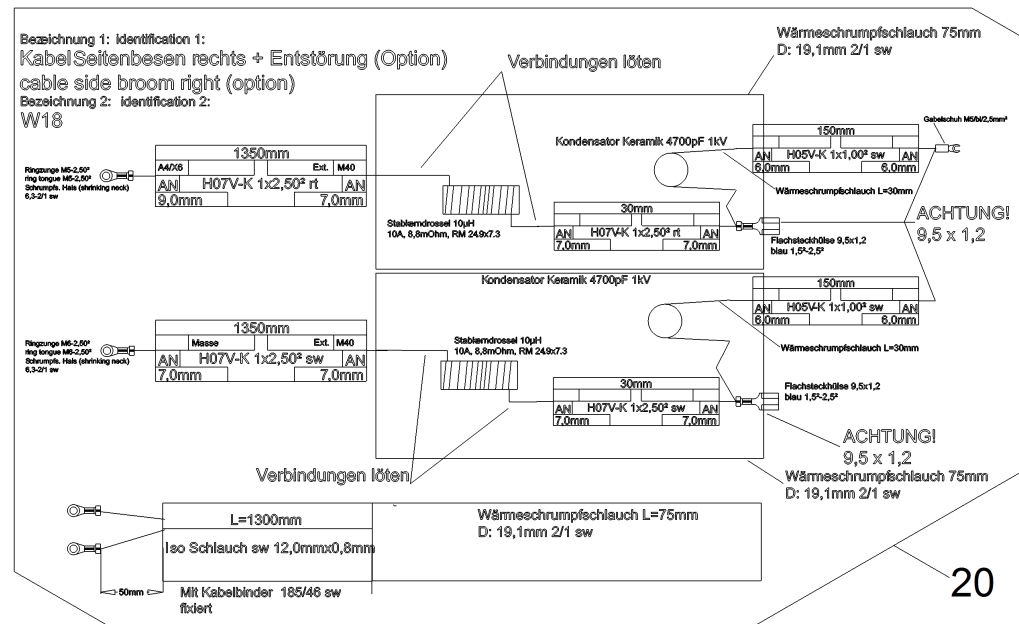 Bezeichnung 1: identification 1:
Kabel Seitenbesen rechts + Entstörung (Option)
cable side broom right (option)
Bezeichnung 2: identification 2:
W18
Verbindungen löten
Wärmeschrumpfschlauch 75mm
D: 19,1mm 2/1 sw
Ringzunge M5-2,50²
ring tongue M5-2,50²
Schrumpfs. Hals (shrinking neck)
6,3-2/1 sw
1350mm
A4/X6 Ext. M40
AN H07V-K 1x2,50² rt AN
9,0mm 7,0mm
Stabkerndrossel 10µH
10A, 8,8mOhm, RM 24.9x7.3
Kondensator Keramik 4700pF 1kV
150mm
AN H05V-K 1x1,00² sw AN
6,0mm 6,0mm
Gabelschuh M5/bl/2,5mm²
Wärmeschrumpfschlauch L=30mm
30mm
AN H07V-K 1x2,50² rt AN
7,0mm 7,0mm
Flachsteckhülse 9,5x1,2
blau 1,5²-2,5²
ACHTUNG!
9,5 x 1,2
Kondensator Keramik 4700pF 1kV
150mm
AN H05V-K 1x1,00² sw AN
6,0mm 6,0mm
Wärmeschrumpfschlauch L=30mm
Ringzunge M6-2,50²
ring tongue M6-2,50²
Schrumpfs. Hals (shrinking neck)
6,3-2/1 sw
1350mm
Masse Ext. M40
AN H07V-K 1x2,50² sw AN
7,0mm 7,0mm
Stabkerndrossel 10µH
10A, 8,8mOhm, RM 24.9x7.3
30mm
AN H07V-K 1x2,50² sw AN
7,0mm 7,0mm
Flachsteckhülse 9,5x1,2
blau 1,5²-2,5²
ACHTUNG!
9,5 x 1,2
Verbindungen löten
Wärmeschrumpfschlauch 75mm
D: 19,1mm 2/1 sw
L=1300mm
Iso Schlauch sw 12,0mmx0,8mm
Wärmeschrumpfschlauch L=75mm
D: 19,1mm 2/1 sw
50mm
Mit Kabelbinder 185/46 sw
fixiert
20